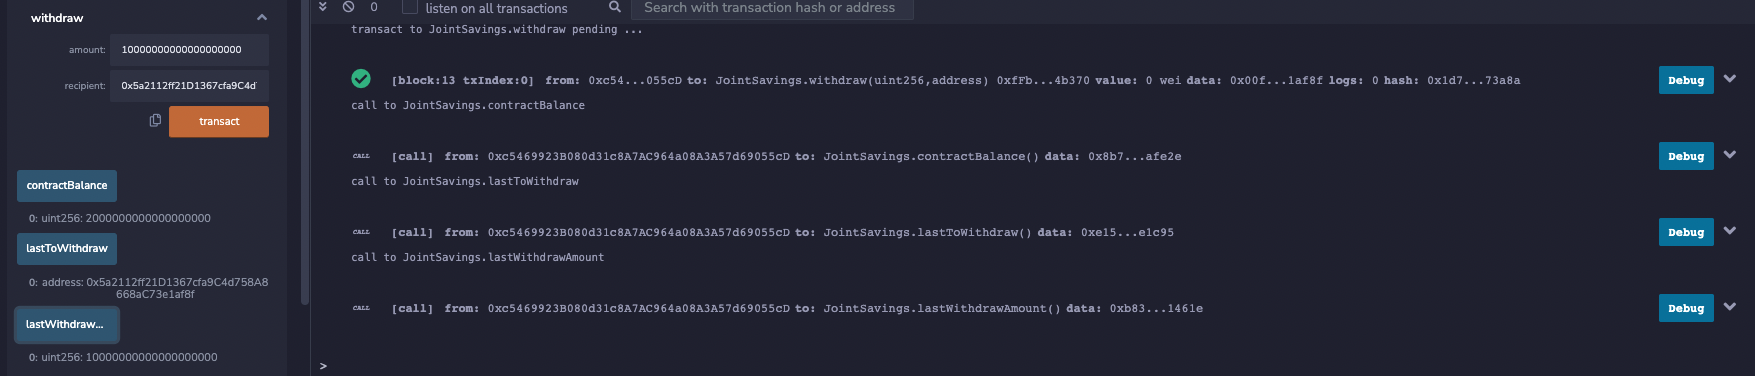 withdraw
amount: 10000000000000000000
recipient: 0x5a2112ff21D1367cfa9C4d'
transact
contractBalance
0: uint256: 2000000000000000000
lastToWithdraw
0: address: 0x5a2112ff21D1367cfa9C4d758A8
668aC73e1af8f
lastWithdraw...
0: uint256: 10000000000000000000
0 listen on all transactions Search with transaction hash or address
transact to JointSavings.withdraw pending ...
[block:13 txIndex:0] from: 0xc54...055cD to: JointSavings.withdraw(uint256,address) 0xfFb...4b370 value: 0 wei data: 0x00f...1af8f logs: 0 hash: 0x1d7...73a8a Debug
call to JointSavings.contractBalance
CALL [call] from: 0xc5469923B080d31c8A7AC964a08A3A57d69055cD to: JointSavings.contractBalance() data: 0x8b7...afe2e Debug
call to JointSavings.lastToWithdraw
CALL [call] from: 0xc5469923B080d31c8A7AC964a08A3A57d69055cD to: JointSavings.lastToWithdraw() data: 0xe15...e1c95 Debug
call to JointSavings.lastWithdrawAmount
CALL [call] from: 0xc5469923B080d31c8A7AC964a08A3A57d69055cD to: JointSavings.lastWithdrawAmount() data: 0xb83...1461e Debug
>